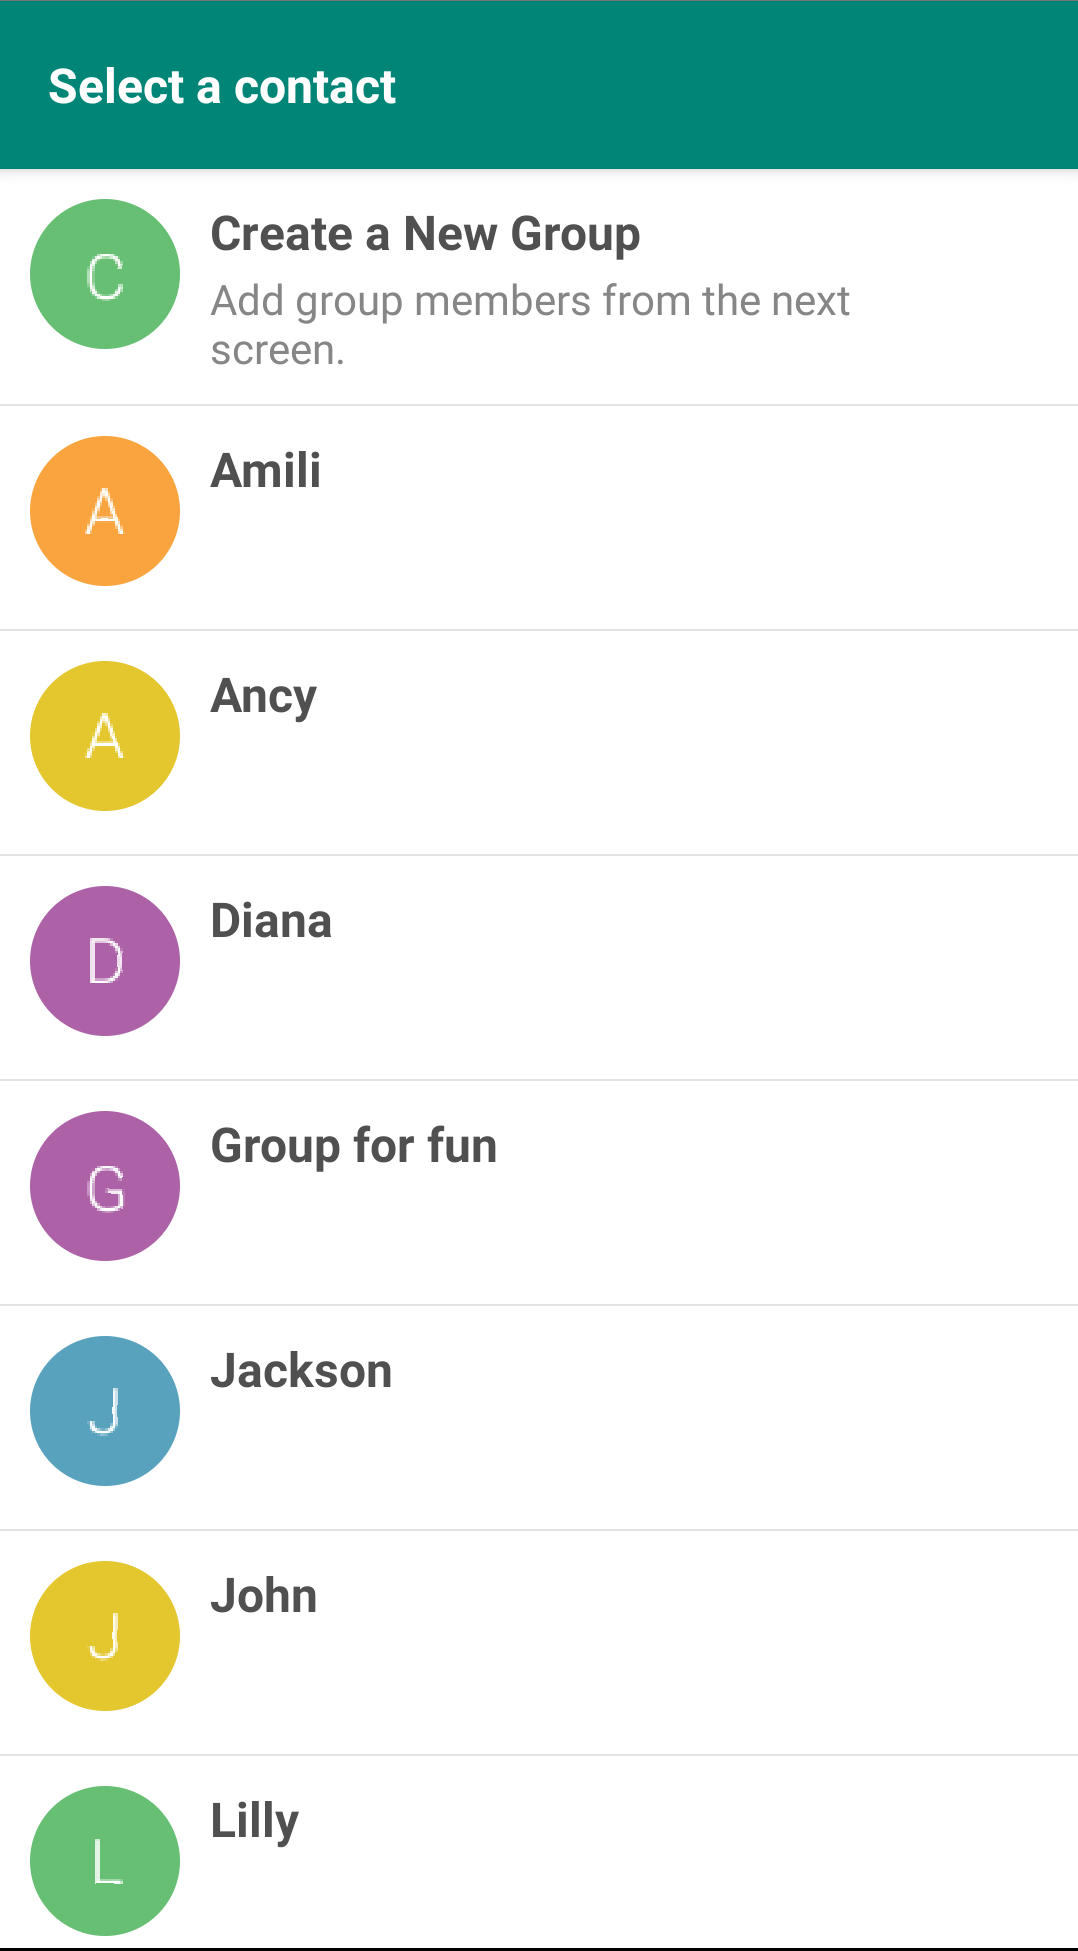 Select a contact
C
Create a New Group
Add group members from the next
screen.
A
Amili
A
Ancy
D
Diana
G
Group for fun
J
Jackson
J
John
L
Lilly